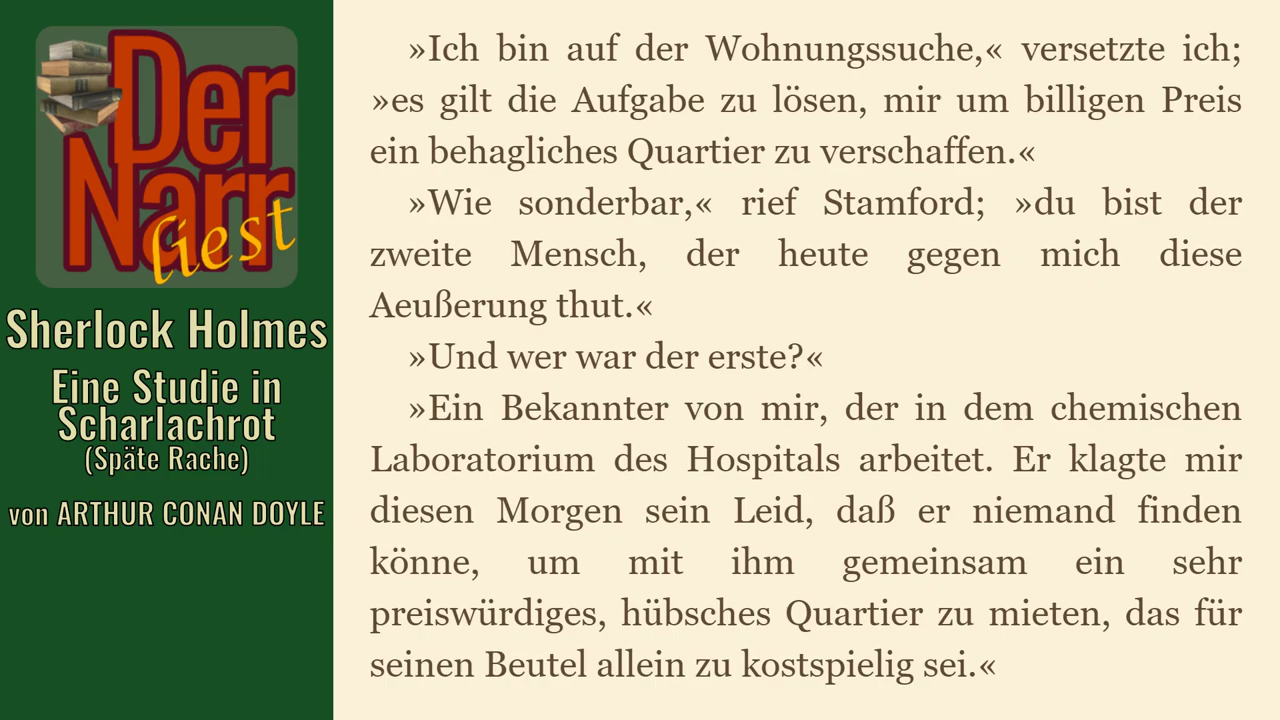 Der
Narr
liest
Sherlock Holmes
Eine Studie in
Scharlachrot
(Späte Rache)
von ARTHUR CONAN DOYLE
»Ich bin auf der Wohnungssuche,« versetzte ich;
»es gilt die Aufgabe zu lösen, mir um billigen Preis
ein behagliches Quartier zu verschaffen.«
»Wie sonderbar,« rief Stamford; »du bist der
zweite Mensch, der heute gegen mich diese
Aeußerung thut.«
»Und wer war der erste?«
»Ein Bekannter von mir, der in dem chemischen
Laboratorium des Hospitals arbeitet. Er klagte mir
diesen Morgen sein Leid, daß er niemand finden
könne, um mit ihm gemeinsam ein sehr
preiswürdiges, hübsches Quartier zu mieten, das für
seinen Beutel allein zu kostspielig sei.«